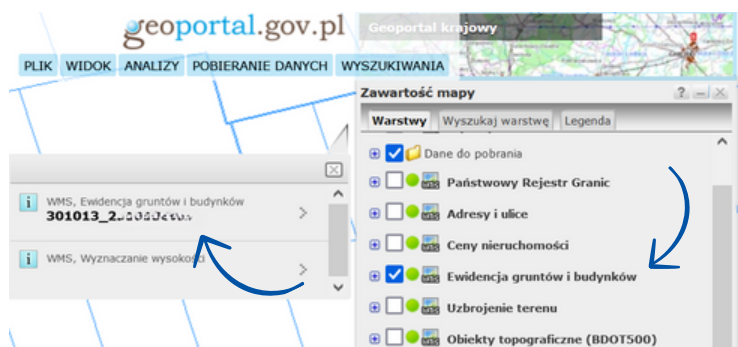 geoportal.gov.pl
Geoportal krajowy
PLIK WIDOK ANALIZY POBIERANIE DANYCH WYSZUKIWANIA
Zawartość mapy ? – ×
Warstwy Wyszukaj warstwę Legenda
Dane do pobrania
Państwowy Rejestr Granic
Adresy i ulice
Ceny nieruchomości
Ewidencja gruntów i budynków
Uzbrojenie terenu
Obiekty topograficzne (BDOT500)
WMS, Ewidencja gruntów i budynków
301013_2.
WMS, Wyznaczanie wysokości